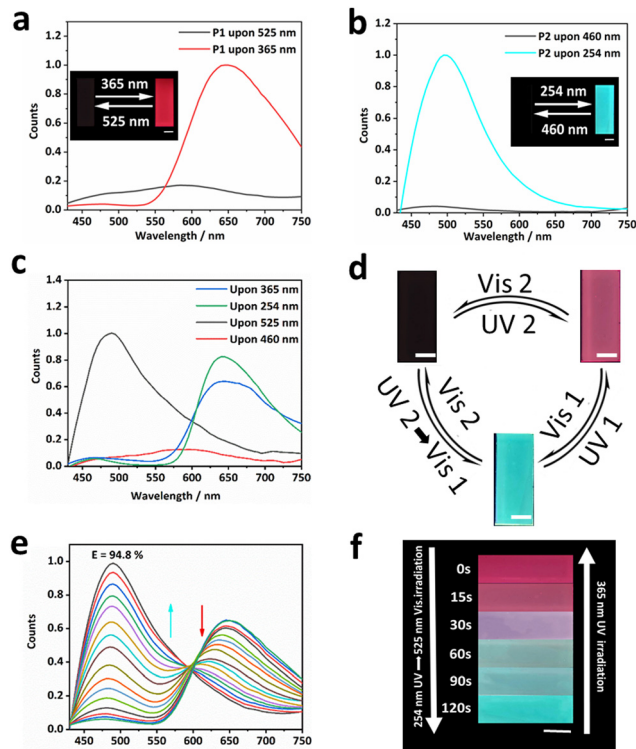 a
P1 upon 525 nm
P1 upon 365 nm
1.2
1.0
0.8
0.6
0.4
0.2
0.0
Counts
365 nm
525 nm
450 500 550 600 650 700 750
Wavelength / nm
b
P2 upon 460 nm
P2 upon 254 nm
1.2
1.0
0.8
0.6
0.4
0.2
0.0
Counts
254 nm
460 nm
450 500 550 600 650 700 750
Wavelength / nm
c
Upon 365 nm
Upon 254 nm
Upon 525 nm
Upon 460 nm
1.4
1.2
1.0
0.8
0.6
0.4
0.2
0.0
Counts
450 500 550 600 650 700 750
Wavelength / nm
d
Vis 2
UV 2
Vis 2
UV 2 Vis 1
Vis 1
UV 1
e
E = 94.8 %
1.0
0.8
0.6
0.4
0.2
0.0
Counts
450 500 550 600 650 700 750
f
0s
15s
30s
60s
90s
120s
254 nm UV 525 nm Vis.irradiation
365 nm UV irradiation